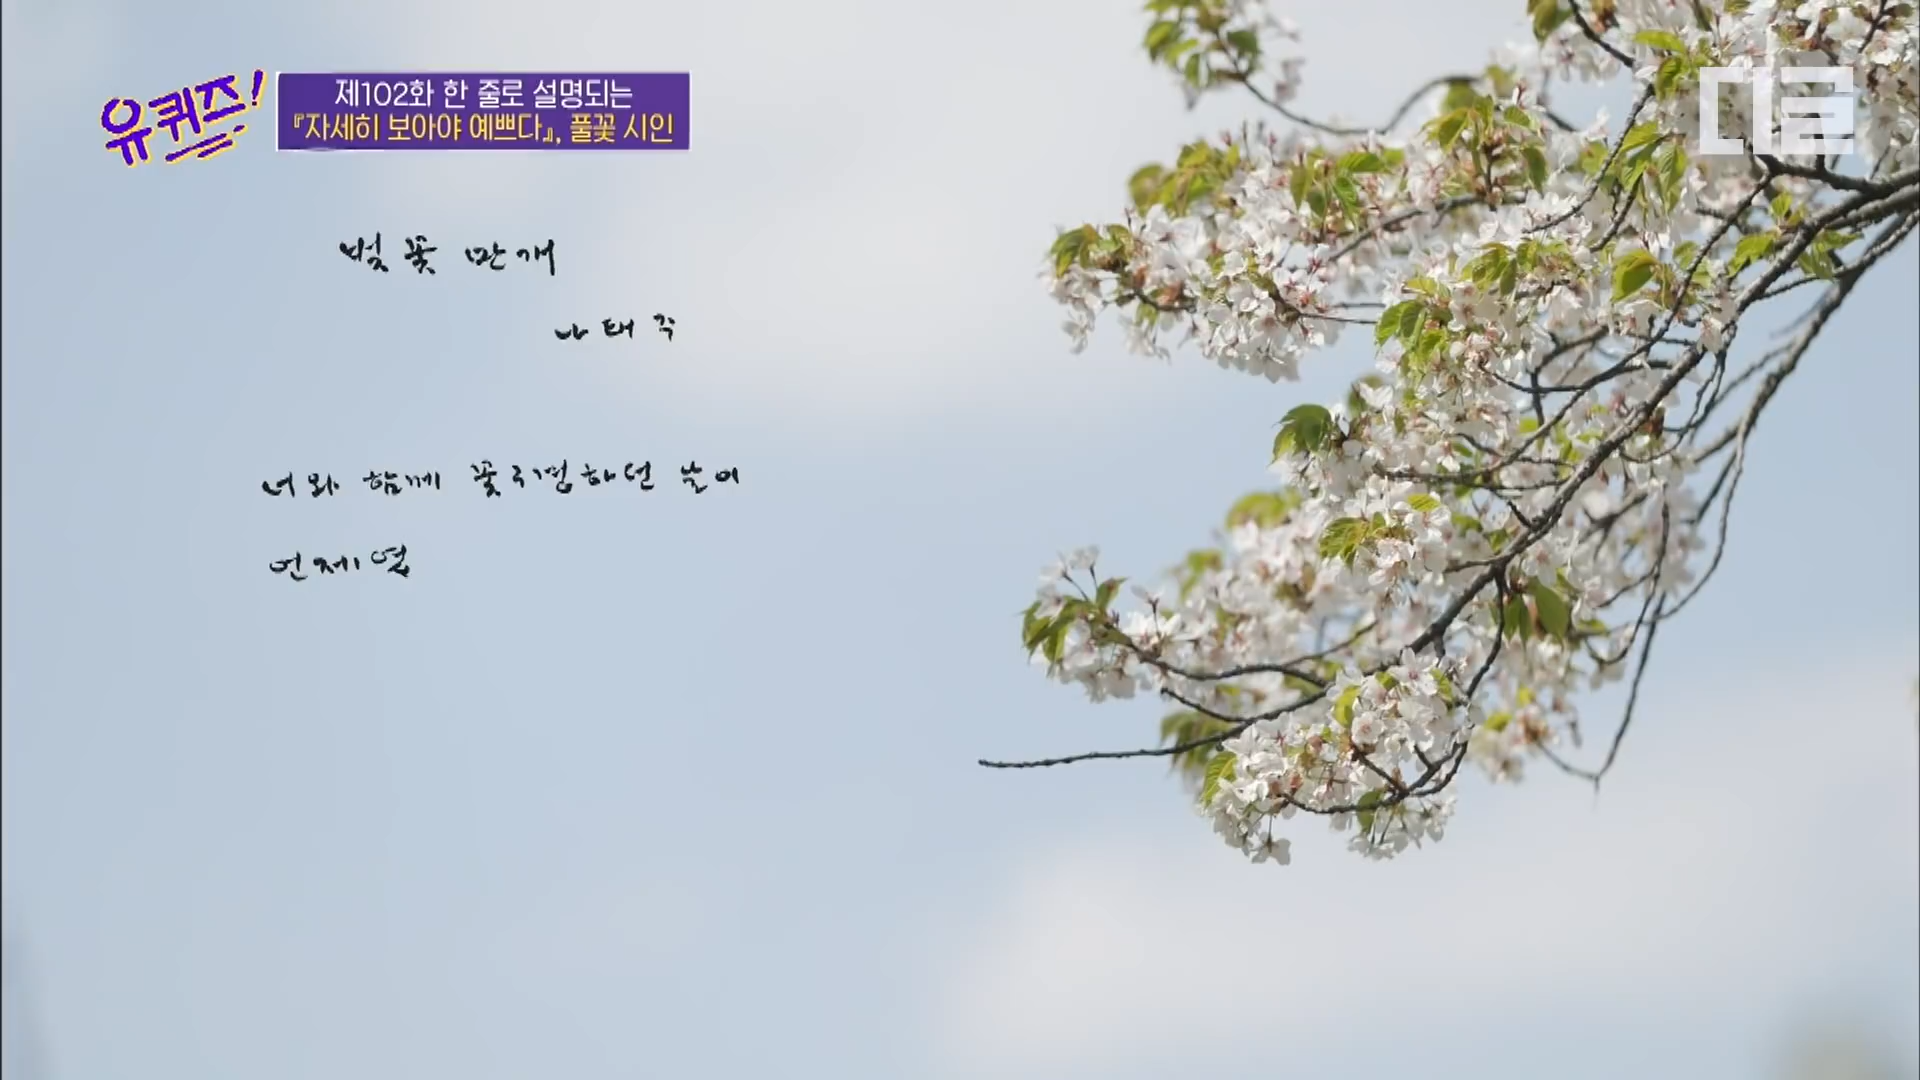 유퀴즈!
제102화 한 줄로 설명되는
『자세히 보아야 예쁘다』, 풀꽃 시인
디글
벚꽃 만개
나태주
너와 함께 꽃구경하던 날이
언제였